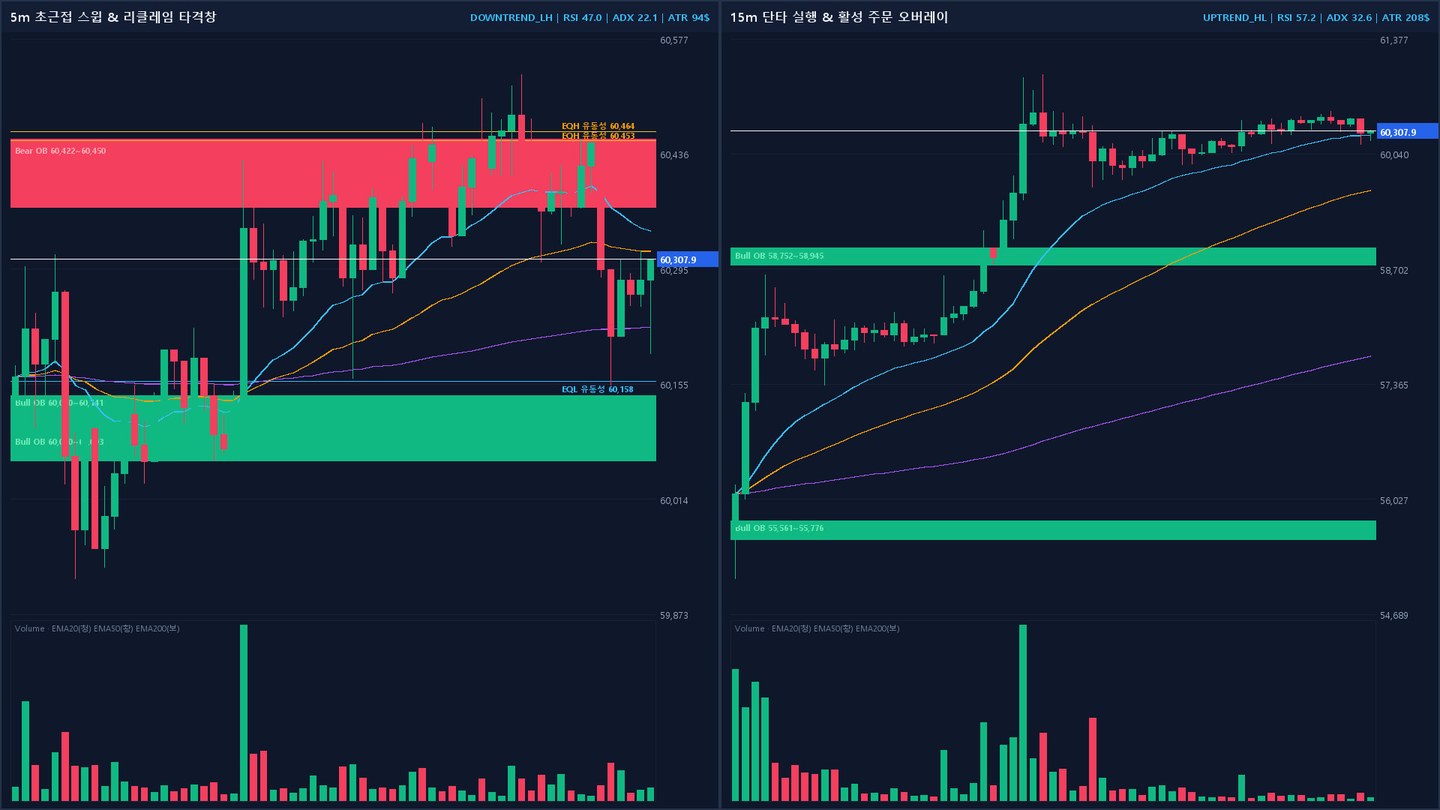 5m 초근접 스윕 & 리클레임 타격창
DOWNTREND_LH | RSI 47.0 | ADX 22.1 | ATR 94$
60,577
EQH 유동성 60,464
EQH 유동성 60,453
Bear OB 60,422~60,450
60,436
60,307.9
60,295
EQL 유동성 60,158
60,155
Bull OB
Bull OB
60,014
59,873
Volume · EMA20(청) EMA50(황) EMA200(보)
15m 단타 실행 & 활성 주문 오버레이
UPTREND_HL | RSI 57.2 | ADX 32.6 | ATR 208$
61,377
60,307.9
60,040
Bull OB 58,752~58,945
58,702
57,365
56,027
Bull OB 55,561~55,776
54,689
Volume · EMA20(청) EMA50(황) EMA200(보)